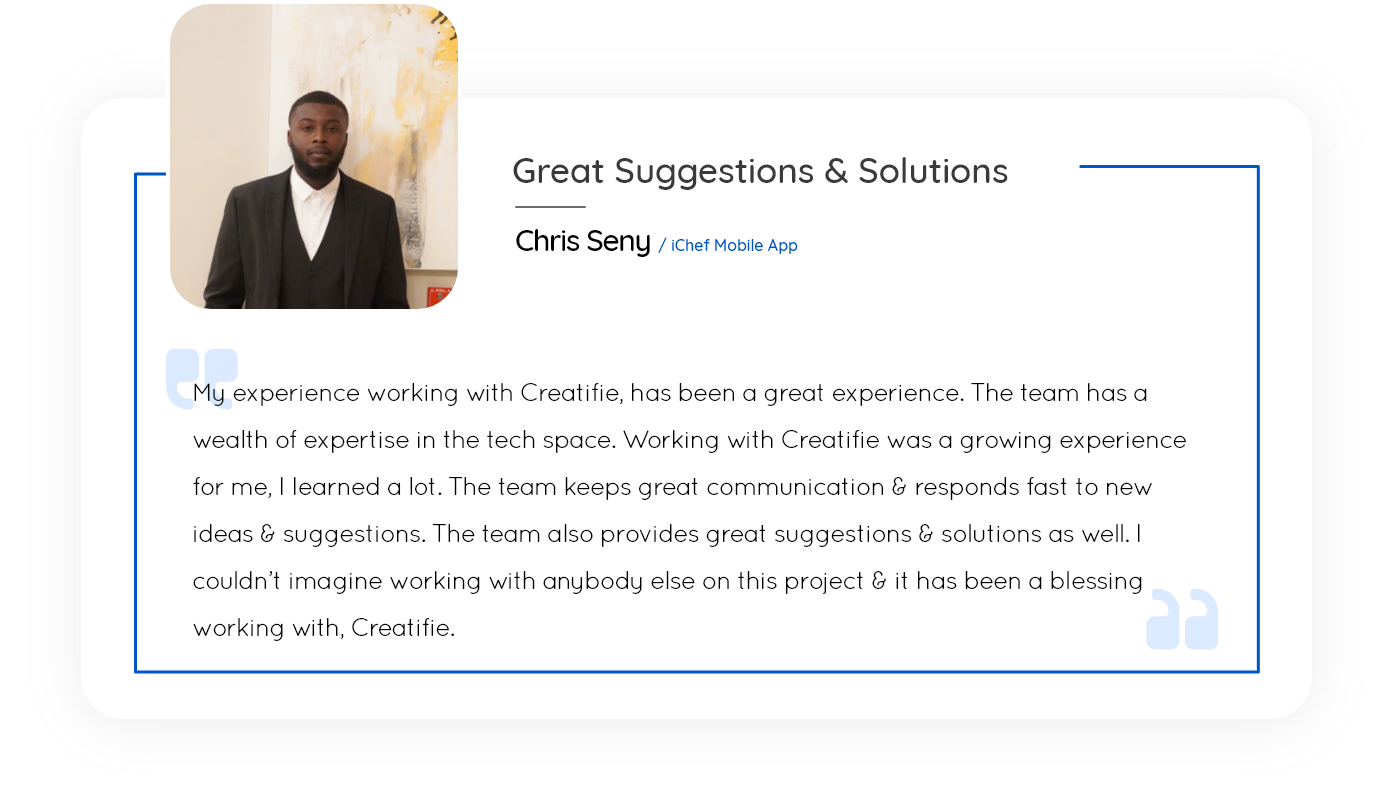 Great Suggestions & Solutions
Chris Seny / iChef Mobile App
My experience working with Creatifie, has been a great experience. The team has a
wealth of expertise in the tech space. Working with Creatifie was a growing experience
for me, I learned a lot. The team keeps great communication & responds fast to new
ideas & suggestions. The team also provides great suggestions & solutions as well. I
couldn’t imagine working with anybody else on this project & it has been a blessing
working with, Creatifie.